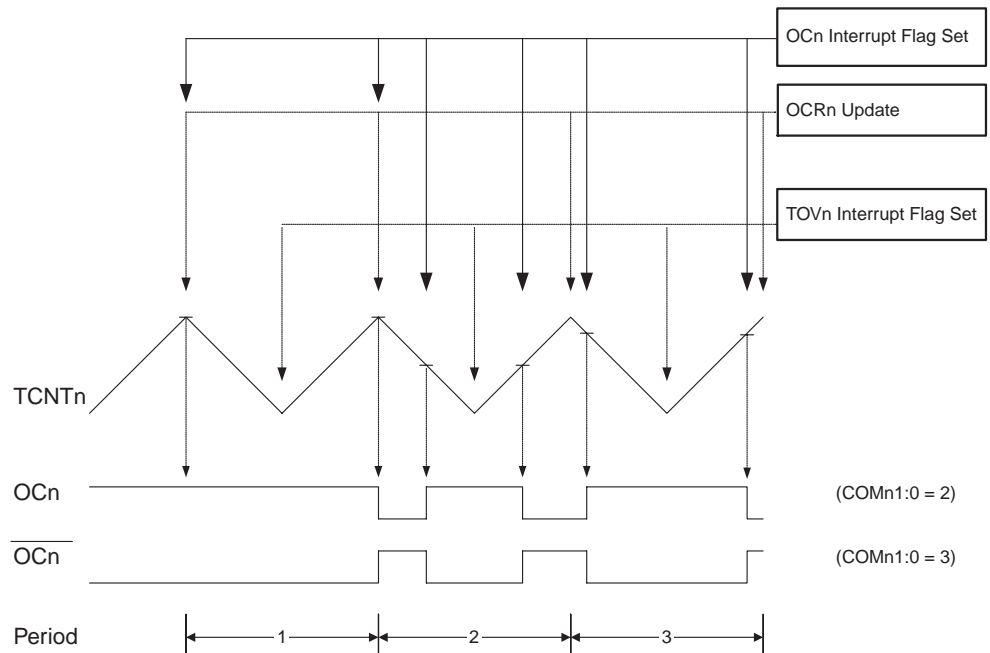 OCn Interrupt Flag Set
OCRn Update
TOVn Interrupt Flag Set
TCNTn
OCn (COMn1:0 = 2)
OCn (COMn1:0 = 3)
Period 1 2 3